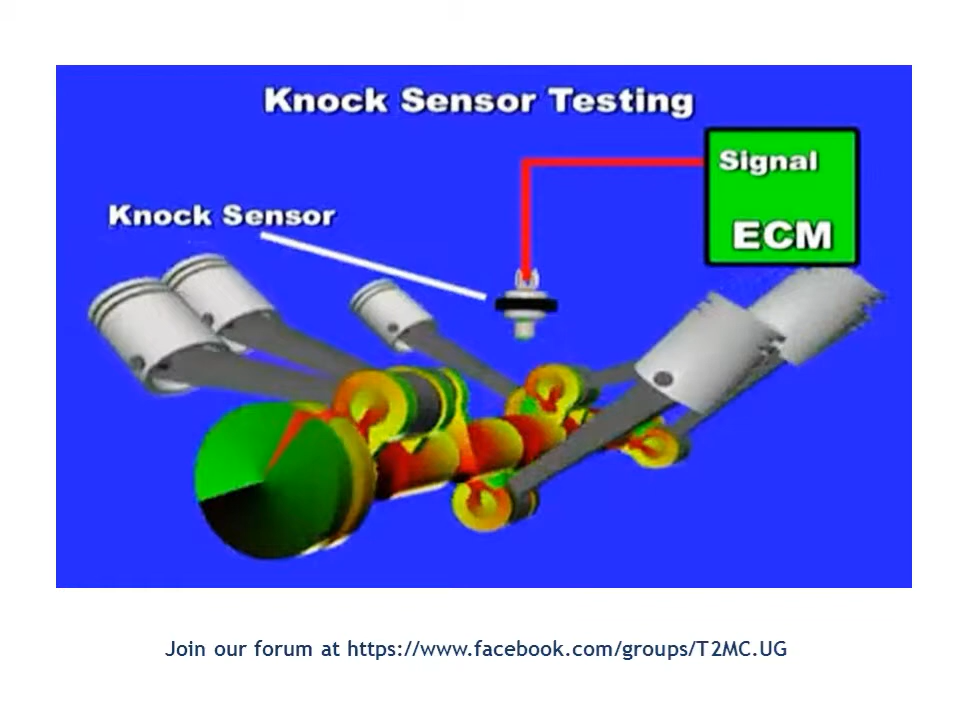 Knock Sensor Testing
Signal
Knock Sensor
ECM
Join our forum at https://www.facebook.com/groups/T2MC.UG